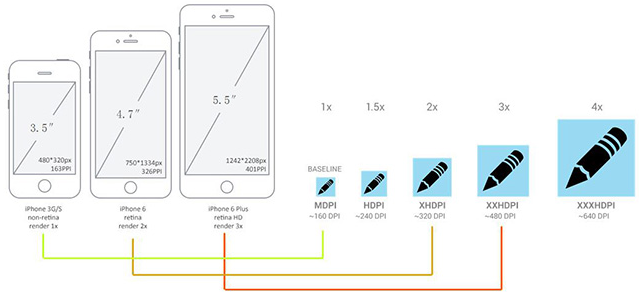 3.5″
480*320px
163PPI
iPhone 3G/S
non-retina
render 1x
4.7″
750*1334px
326PPI
iPhone 6
retina
render 2x
5.5″
1242*2208px
401PPI
iPhone 6 Plus
retina HD
render 3x
1x 1.5x 2x 3x 4x
BASELINE
MDPI HDPI XHDPI XXHDPI XXXHDPI
~160 DPI ~240 DPI ~320 DPI ~480 DPI ~640 DPI